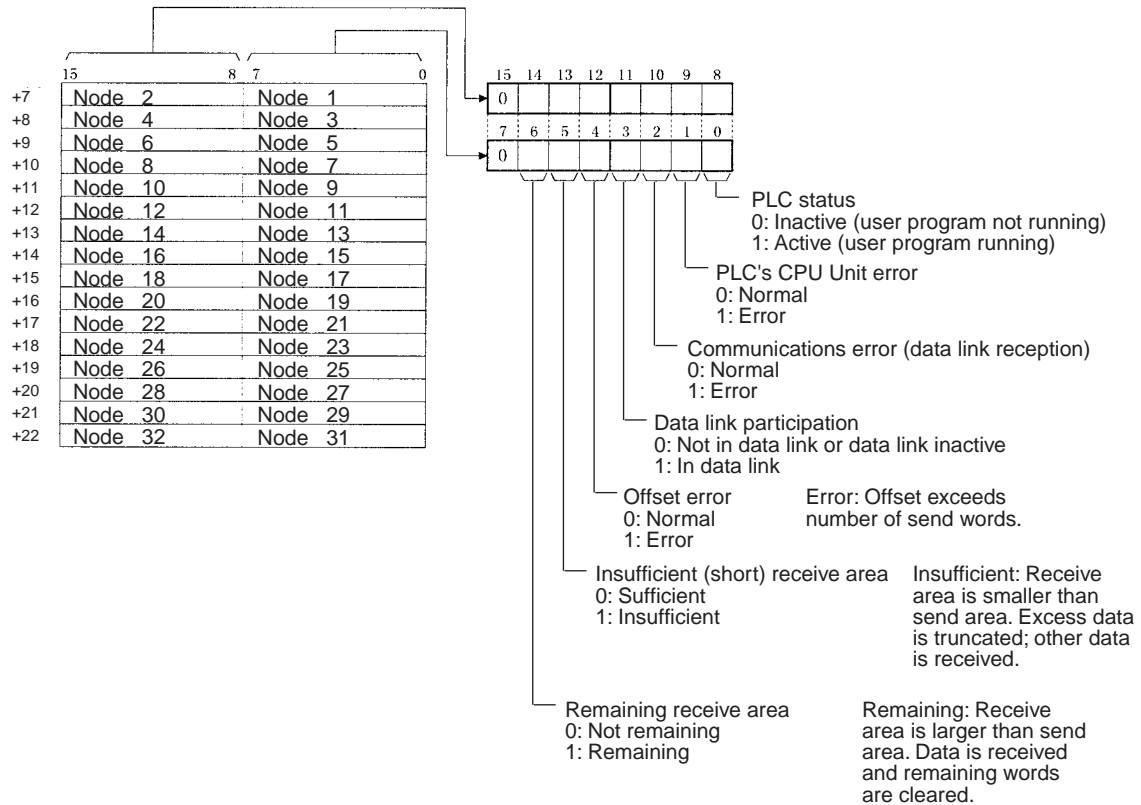 15 8 7 0
+7 Node 2 Node 1
+8 Node 4 Node 3
+9 Node 6 Node 5
+10 Node 8 Node 7
+11 Node 10 Node 9
+12 Node 12 Node 11
+13 Node 14 Node 13
+14 Node 16 Node 15
+15 Node 18 Node 17
+16 Node 20 Node 19
+17 Node 22 Node 21
+18 Node 24 Node 23
+19 Node 26 Node 25
+20 Node 28 Node 27
+21 Node 30 Node 29
+22 Node 32 Node 31
15 14 13 12 11 10 9 8
0
7 6 5 4 3 2 1 0
0
PLC status
0: Inactive (user program not running)
1: Active (user program running)
PLC's CPU Unit error
0: Normal
1: Error
Communications error (data link reception)
0: Normal
1: Error
Data link participation
0: Not in data link or data link inactive
1: In data link
Offset error
0: Normal
1: Error
Error: Offset exceeds
number of send words.
Insufficient (short) receive area
0: Sufficient
1: Insufficient
Insufficient: Receive
area is smaller than
send area. Excess data
is truncated; other data
is received.
Remaining receive area
0: Not remaining
1: Remaining
Remaining: Receive
area is larger than send
area. Data is received
and remaining words
are cleared.